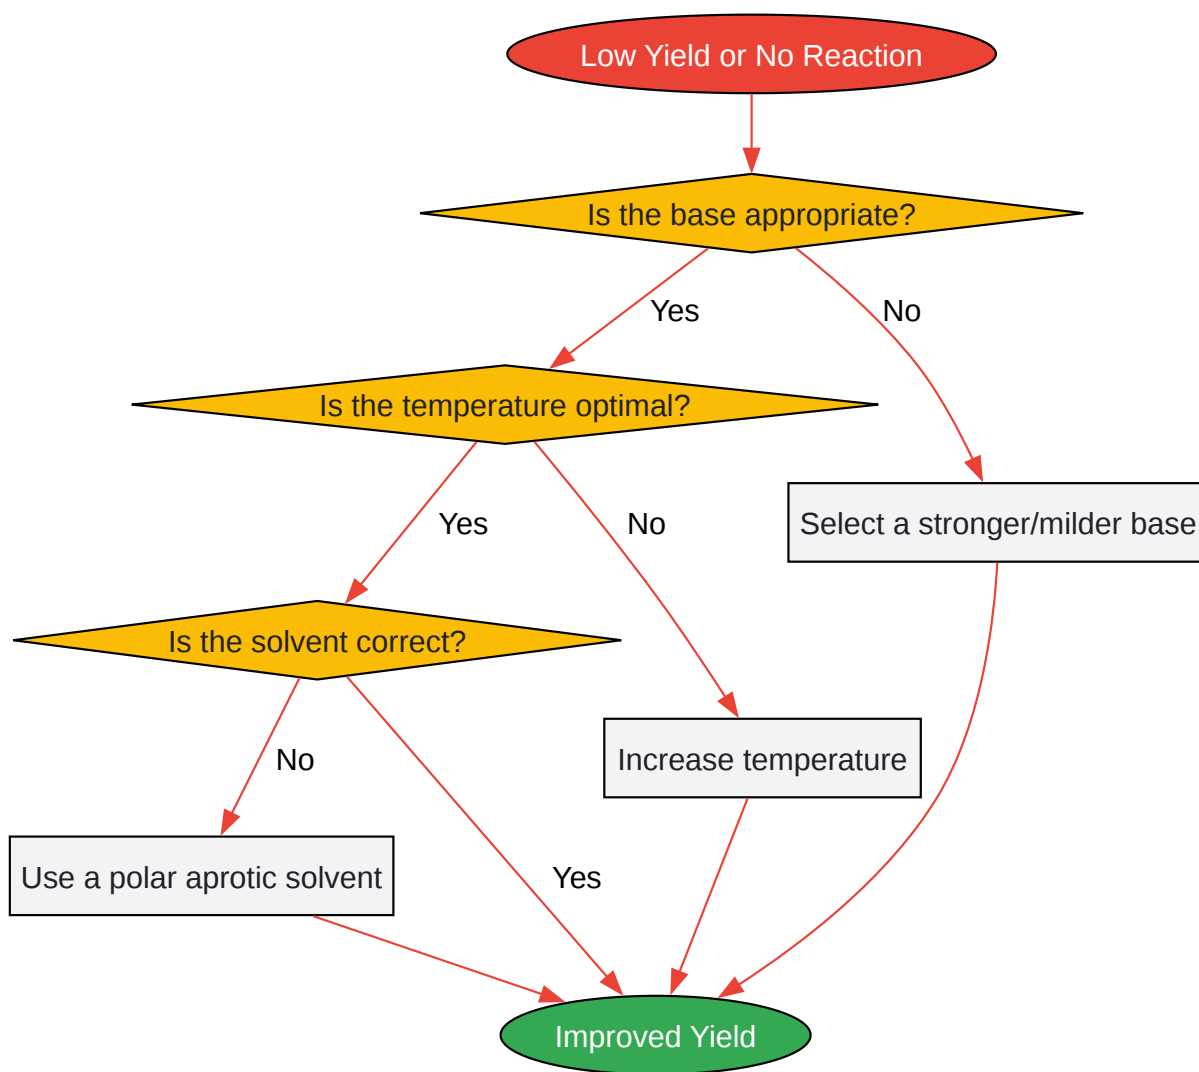 Low Yield or No Reaction
Is the base appropriate?
Yes
No
Is the temperature optimal?
Yes
No
Select a stronger/milder base
Is the solvent correct?
No
Increase temperature
Use a polar aprotic solvent
Yes
Improved Yield